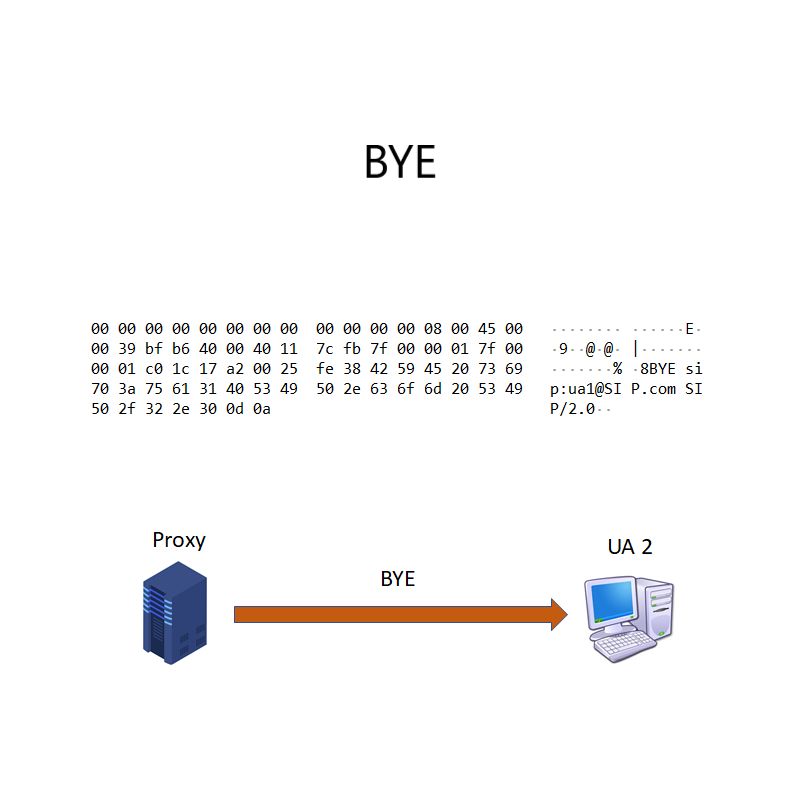 BYE
00 00 00 00 00 00 00 00  00 00 00 00 08 00 45 00   ········ ······E·
00 39 bf b6 40 00 40 11  7c fb 7f 00 00 01 7f 00   ·9··@·@· |·······
00 01 c0 1c 17 a2 00 25  fe 38 42 59 45 20 73 69   ·······% ·8BYE si
70 3a 75 61 31 40 53 49  50 2e 63 6f 6d 20 53 49   p:ua1@SI P.com SI
50 2f 32 2e 30 0d 0a   P/2.0··
Proxy
UA 2
BYE